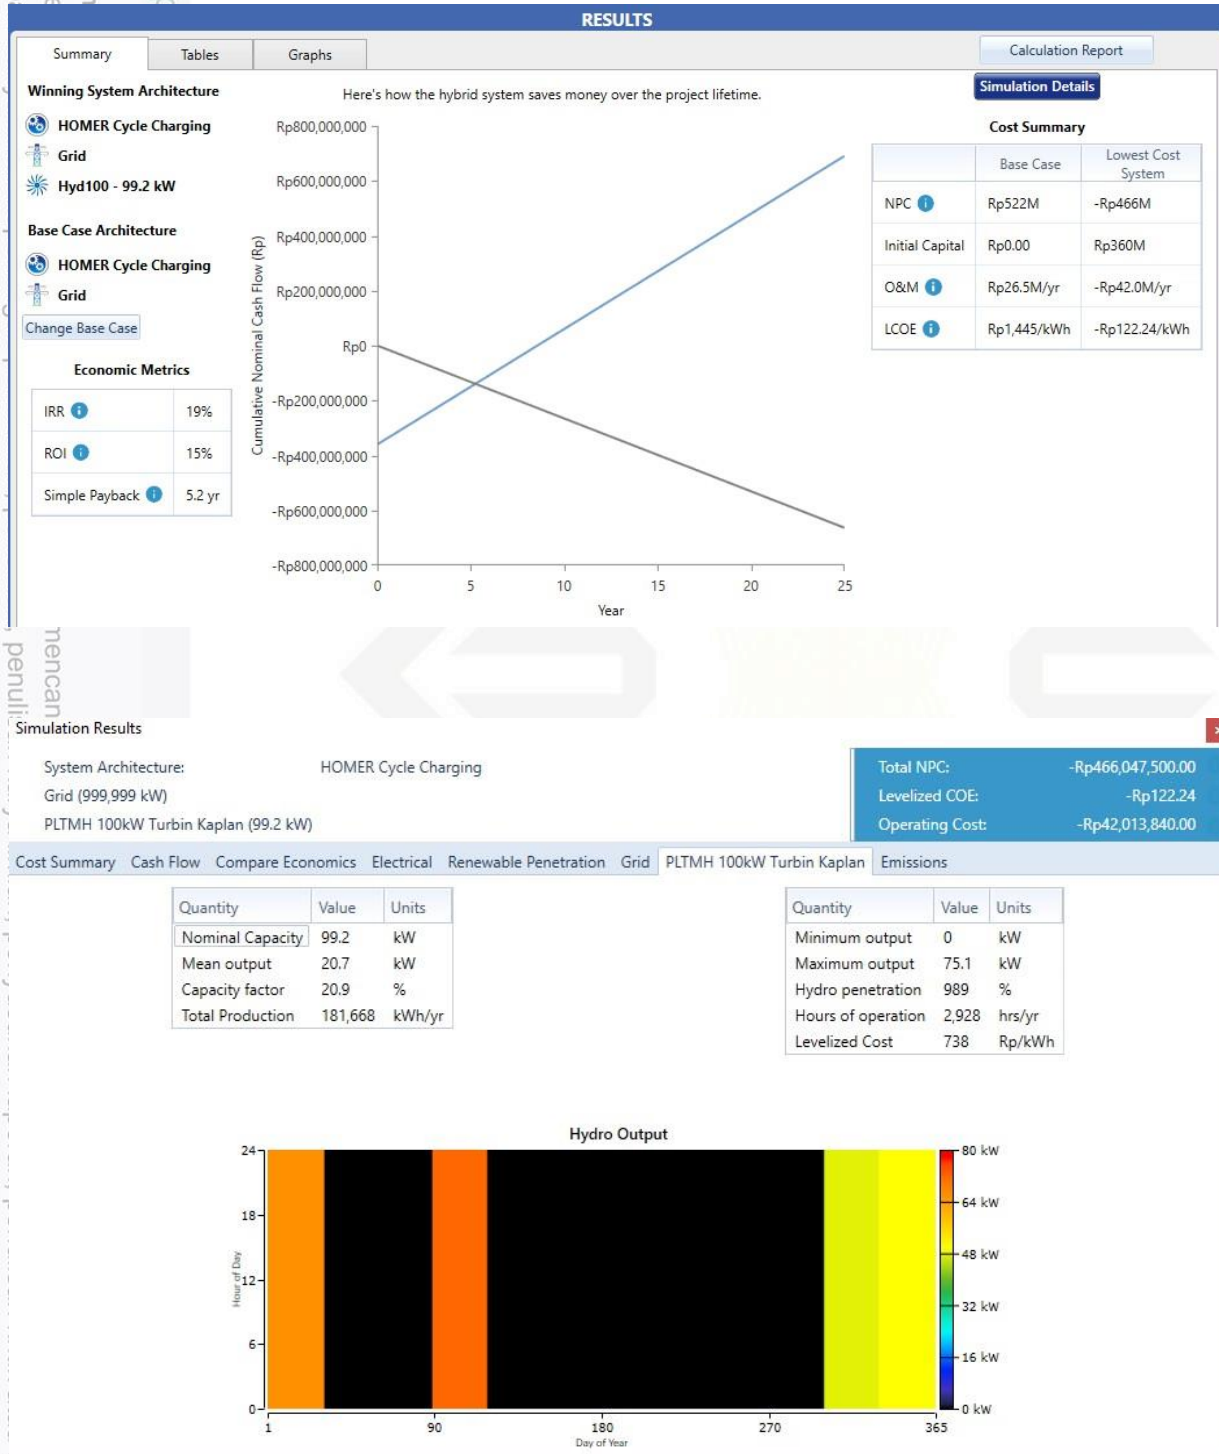 RESULTS
Summary Tables Graphs Calculation Report
Simulation Details
Winning System Architecture
HOMER Cycle Charging
Grid
Hyd100 - 99.2 kW
Base Case Architecture
HOMER Cycle Charging
Grid
Change Base Case
Economic Metrics
IRR 19%
ROI 15%
Simple Payback 5.2 yr
Here's how the hybrid system saves money over the project lifetime.
Cumulative Nominal Cash Flow (Rp)
Rp800,000,000
Rp600,000,000
Rp400,000,000
Rp200,000,000
Rp0
-Rp200,000,000
-Rp400,000,000
-Rp600,000,000
-Rp800,000,000
0 5 10 15 20 25
Year
Cost Summary
Base Case Lowest Cost
System
NPC Rp522M -Rp466M
Initial Capital Rp0.00 Rp360M
O&M Rp26.5M/yr -Rp42.0M/yr
LCOE Rp1,445/kWh -Rp122.24/kWh
mencan
penuli
Simulation Results
System Architecture: HOMER Cycle Charging
Grid (999,999 kW)
PLTMH 100kW Turbin Kaplan (99.2 kW)
Total NPC: -Rp466,047,500.00
Levelized COE: -Rp122.24
Operating Cost: -Rp42,013,840.00
Cost Summary Cash Flow Compare Economics Electrical Renewable Penetration Grid PLTMH 100kW Turbin Kaplan Emissions
Quantity Value Units
Nominal Capacity 99.2 kW
Mean output 20.7 kW
Capacity factor 20.9 %
Total Production 181,668 kWh/yr
Quantity Value Units
Minimum output 0 kW
Maximum output 75.1 kW
Hydro penetration 989 %
Hours of operation 2,928 hrs/yr
Levelized Cost 738 Rp/kWh
Hydro Output
Hour of Day
24
18
12
6
0
1 90 180 270 365
Day of Year
80 kW
64 kW
48 kW
32 kW
16 kW
0 kW